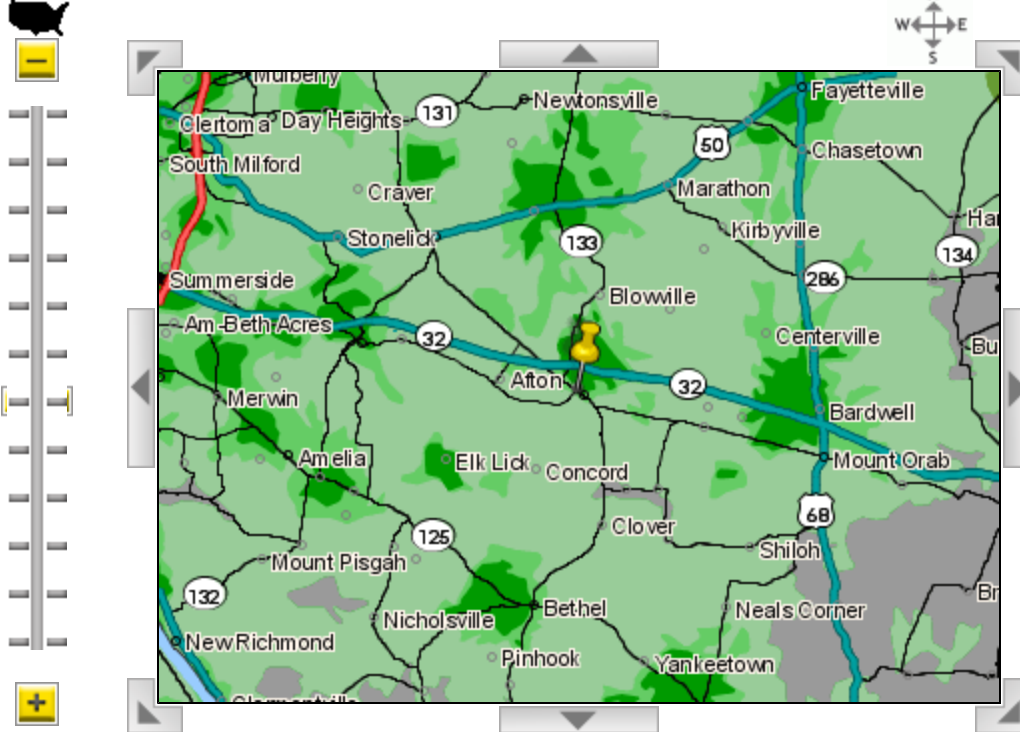 W E
S
Mulberry
Newtonsville
Fayetteville
131
Clertoma
Day Heights
50
Chasetown
South Milford
Craver
Marathon
Kirbyville
Ha
Stonelick
133
134
286
Summerside
Blowville
Am-Beth Acres
32
Centerville
Bu
Afton
32
Merwin
Bardwell
Amelia
Elk Lick
Concord
Mount Orab
68
Clover
125
Shiloh
Mount Pisgah
132
Bethel
Neals Corner
Br
Nicholsville
New Richmond
Pinhook
Yankeetown